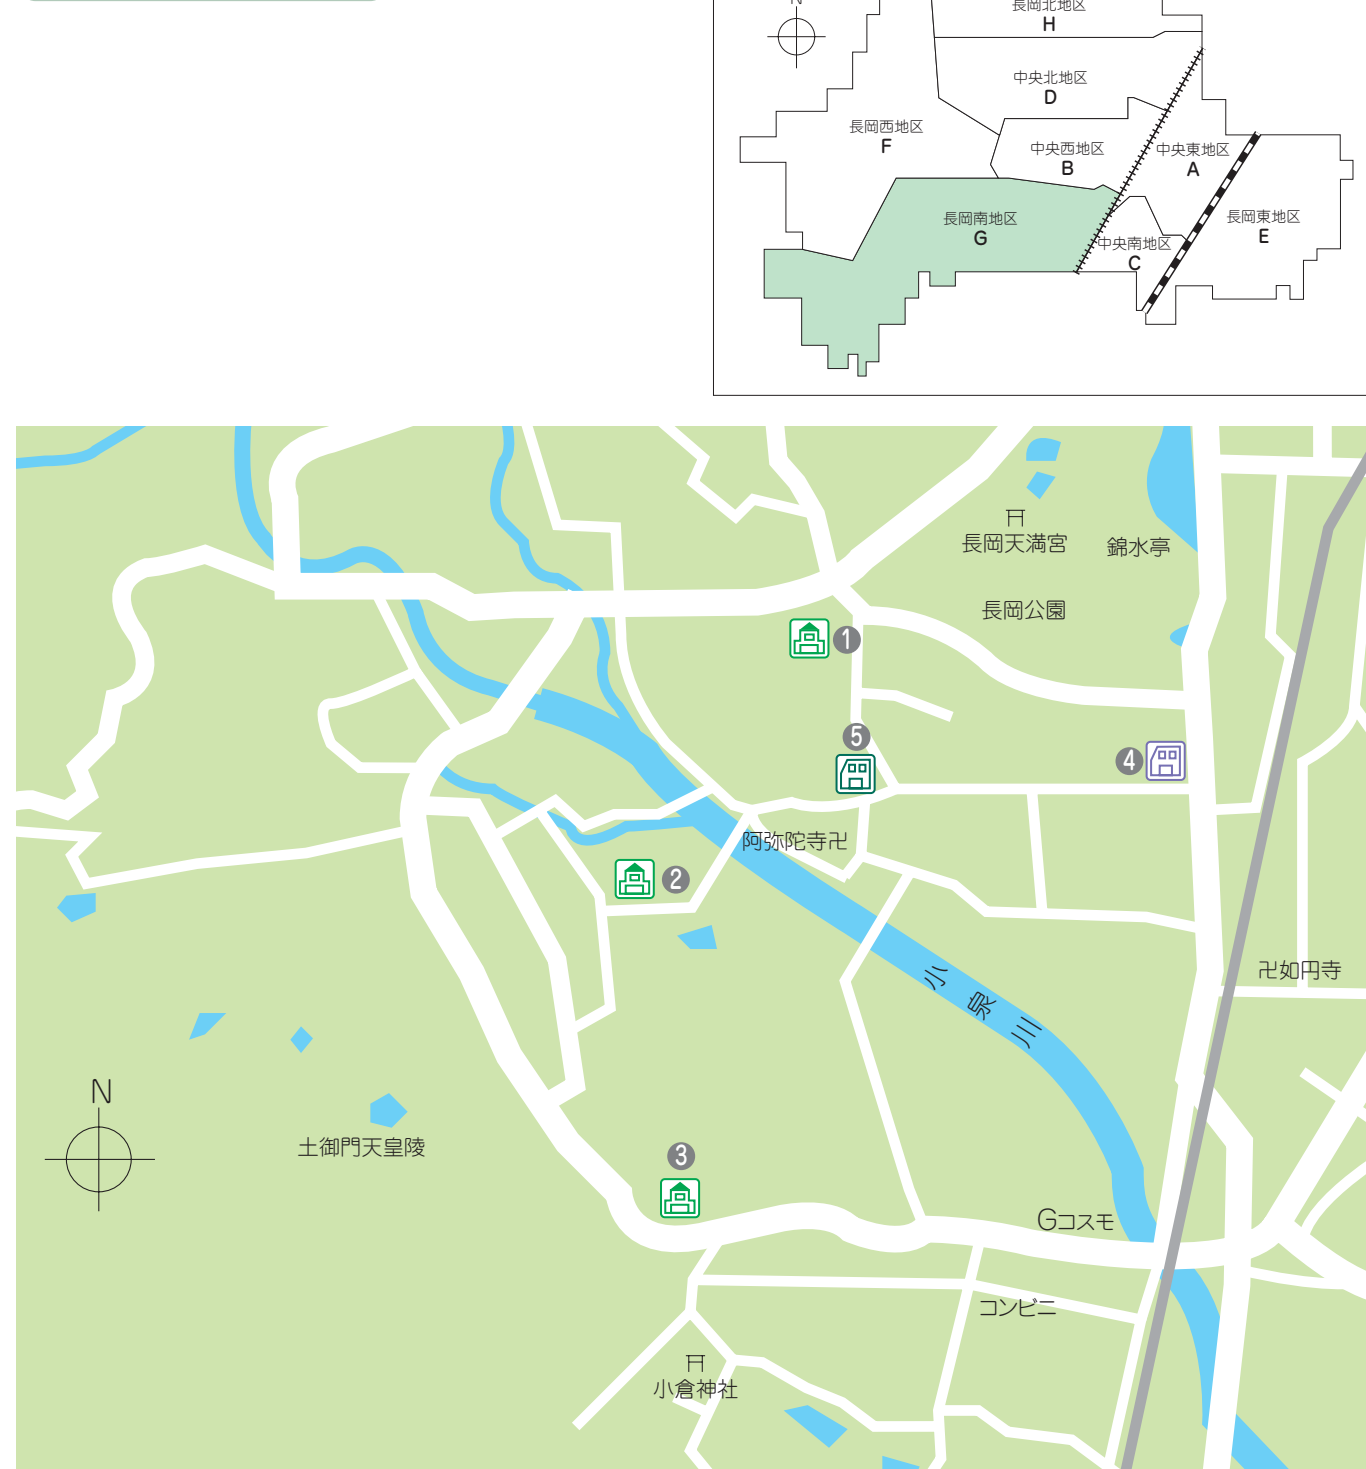 N
長岡北地区
H
中央北地区
D
長岡西地区
F
中央西地区
B
中央東地区
A
長岡南地区
G
長岡東地区
E
中央南地区
C
長岡天満宮
錦水亭
長岡公園
1
5
4
阿弥陀寺卍
2
卍如円寺
小泉川
N
土御門天皇陵
3
Gコスモ
コンビニ
小倉神社